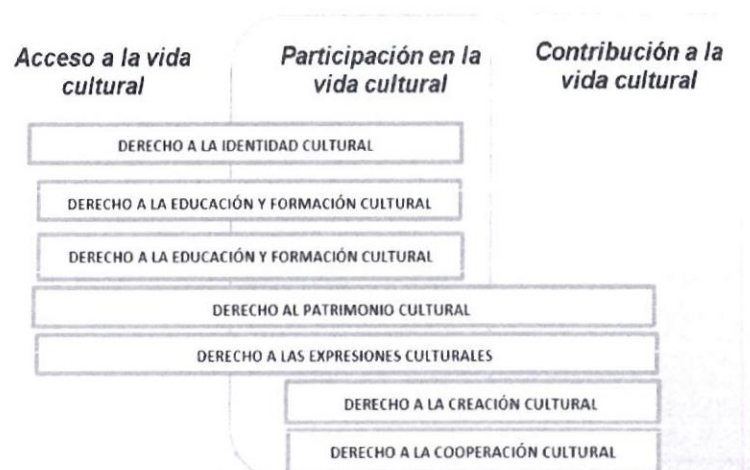 Acceso a la vida
cultural
Participación en la
vida cultural
Contribución a la
vida cultural
DERECHO A LA IDENTIDAD CULTURAL
DERECHO A LA EDUCACIÓN Y FORMACIÓN CULTURAL
DERECHO A LA EDUCACIÓN Y FORMACIÓN CULTURAL
DERECHO AL PATRIMONIO CULTURAL
DERECHO A LAS EXPRESIONES CULTURALES
DERECHO A LA CREACIÓN CULTURAL
DERECHO A LA COOPERACIÓN CULTURAL